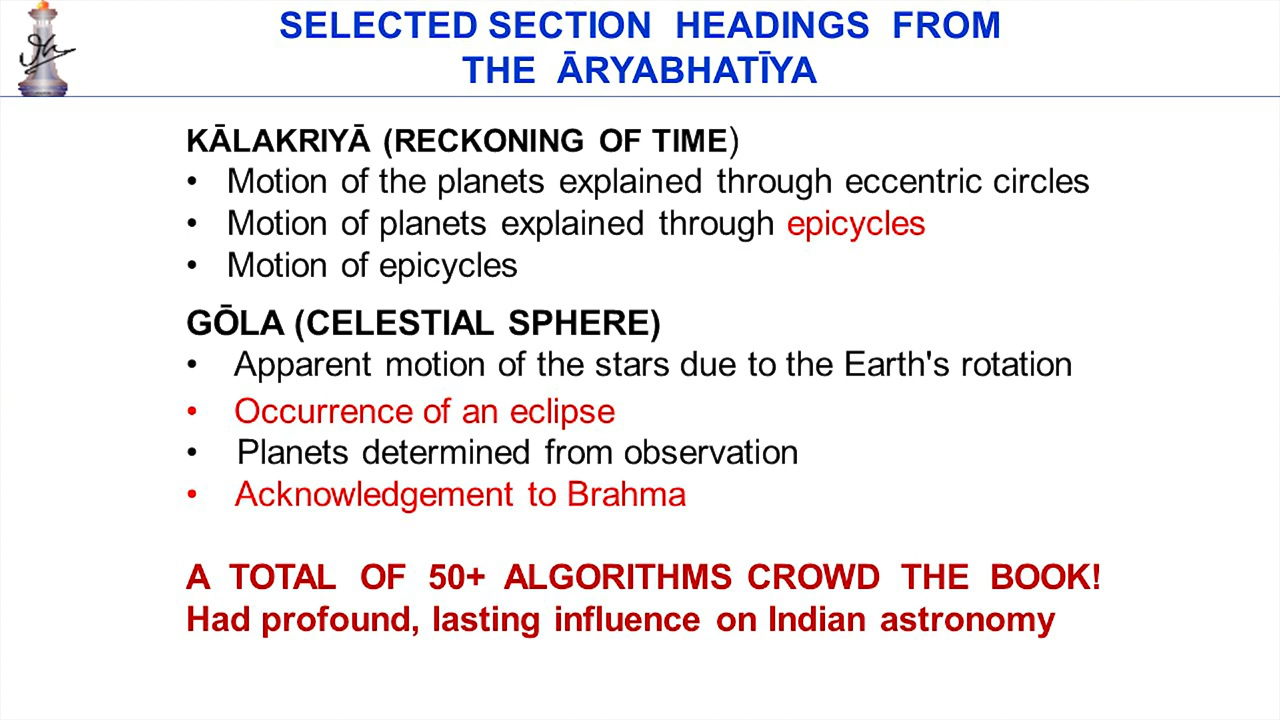 SELECTED SECTION HEADINGS FROM
THE ĀRYABHATĪYA
KĀLAKRIYĀ (RECKONING OF TIME)
• Motion of the planets explained through eccentric circles
• Motion of planets explained through epicycles
• Motion of epicycles
GŌLA (CELESTIAL SPHERE)
• Apparent motion of the stars due to the Earth's rotation
• Occurrence of an eclipse
• Planets determined from observation
• Acknowledgement to Brahma
A TOTAL OF 50+ ALGORITHMS CROWD THE BOOK!
Had profound, lasting influence on Indian astronomy